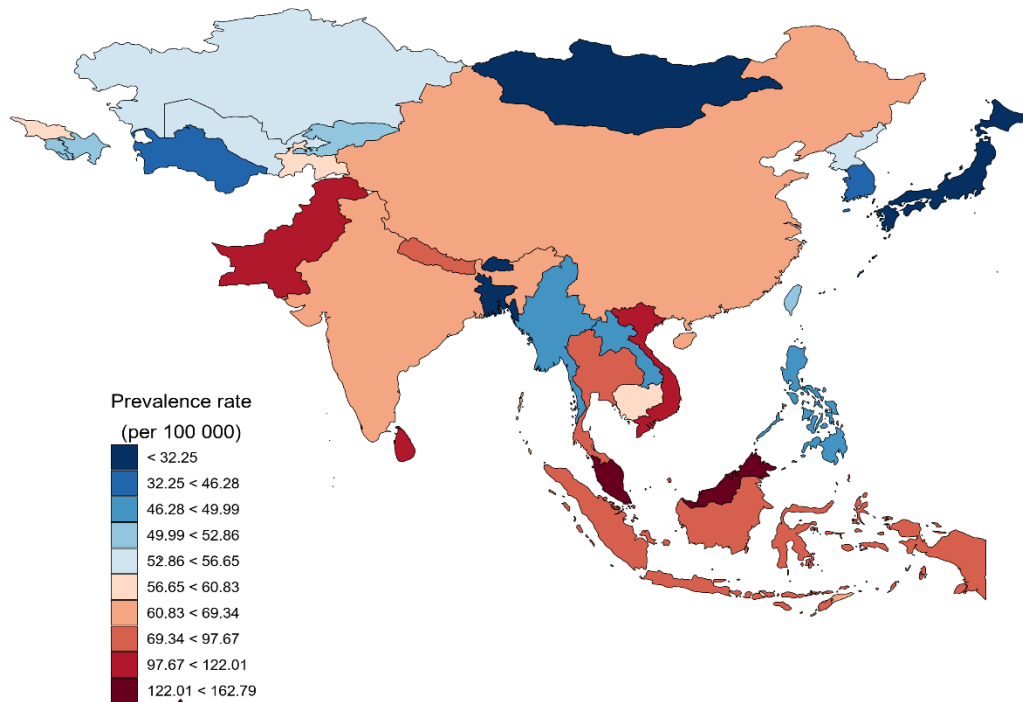 Prevalence rate
(per 100 000)
< 32.25
32.25 < 46.28
46.28 < 49.99
49.99 < 52.86
52.86 < 56.65
56.65 < 60.83
60.83 < 69.34
69.34 < 97.67
97.67 < 122.01
122.01 < 162.79